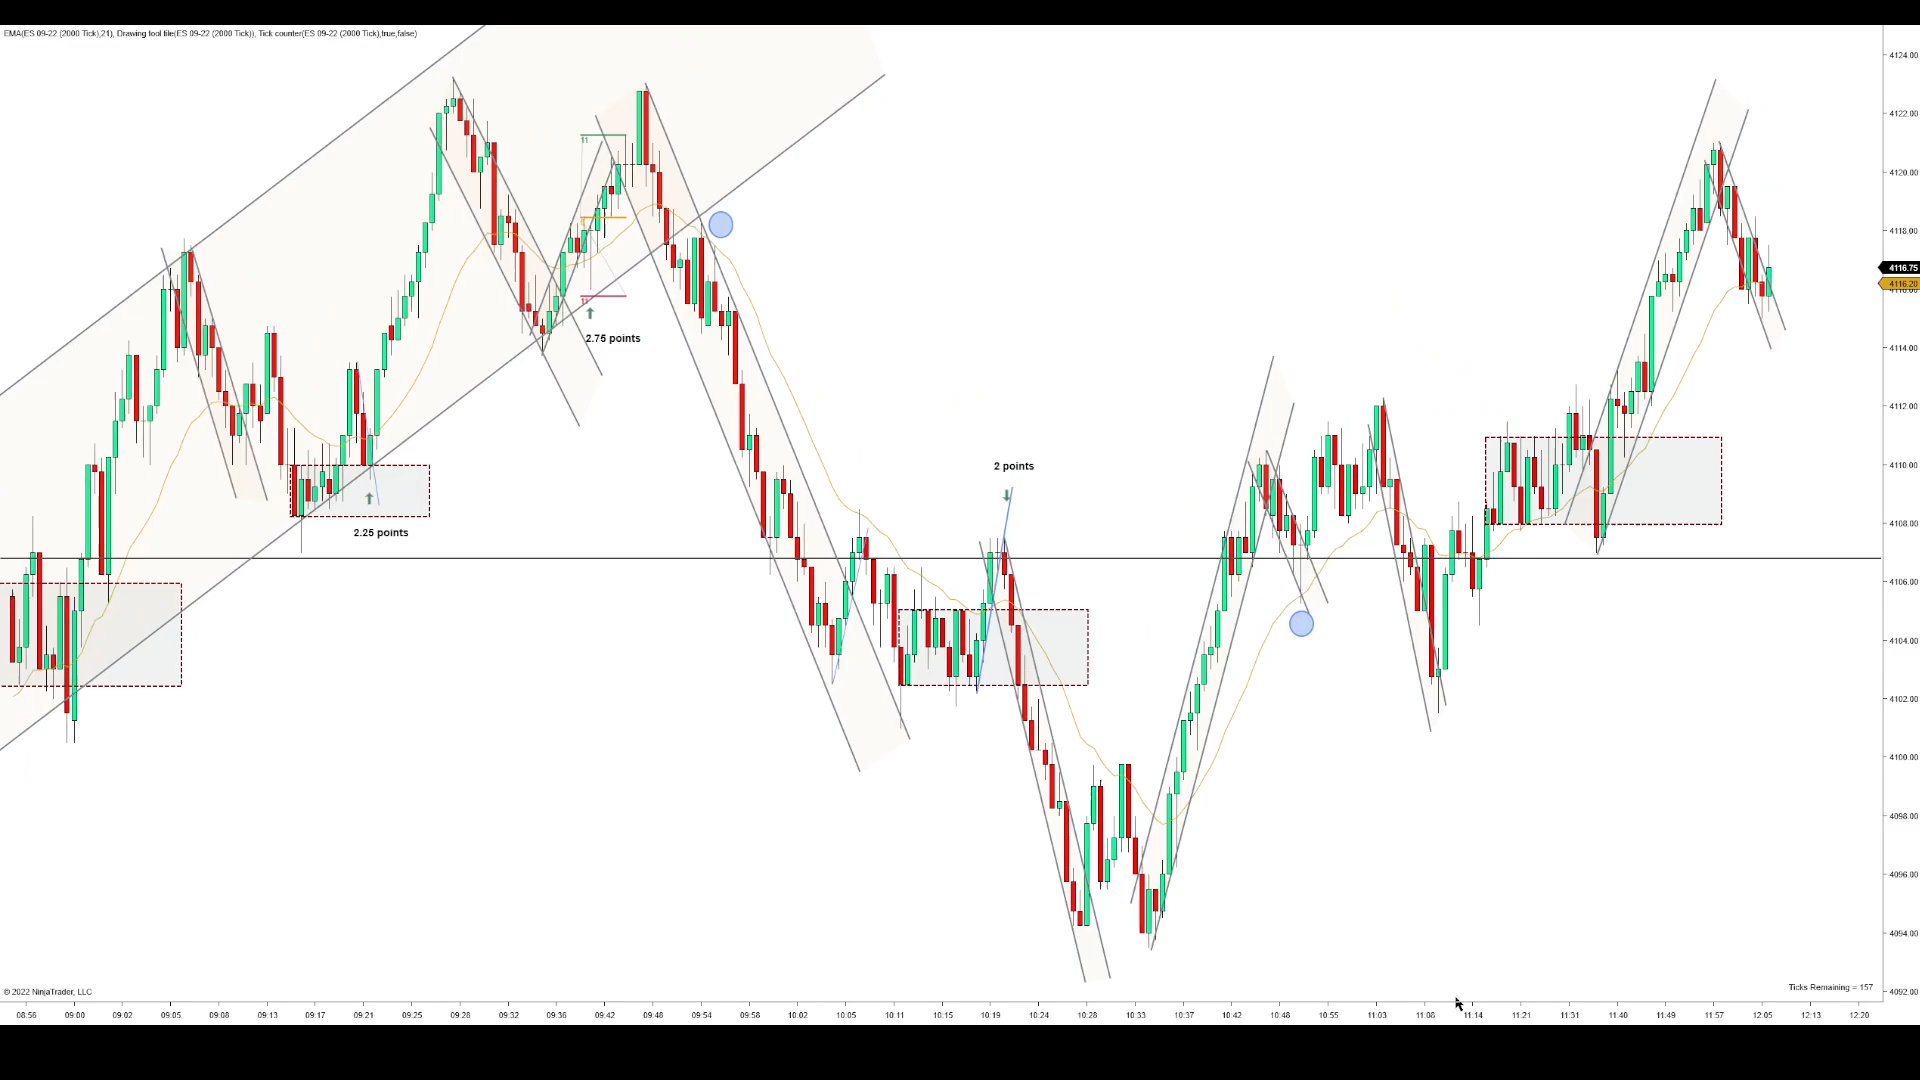 EMA(ES 09-22 (2000 Tick),21), Drawing tool tile(ES 09-22 (2000 Tick)), Tick counter(ES 09-22 (2000 Tick),true,false)
4124.00
4122.00
11
4120.00
4118.00
4116.75
4116.20
11
2.75 points
4114.00
4112.00
2 points
4110.00
4108.00
2.25 points
4106.00
4104.00
4102.00
4100.00
4098.00
4096.00
4094.00
Ticks Remaining = 157
© 2022 NinjaTrader, LLC
4092.00
08:56 09:00 09:02 09:05 09:08 09:13 09:17 09:21 09:25 09:28 09:32 09:36 09:42 09:48 09:54 09:58 10:02 10:05 10:11 10:15 10:19 10:24 10:28 10:33 10:37 10:42 10:48 10:55 11:03 11:08 11:14 11:21 11:31 11:40 11:49 11:57 12:05 12:13 12:20